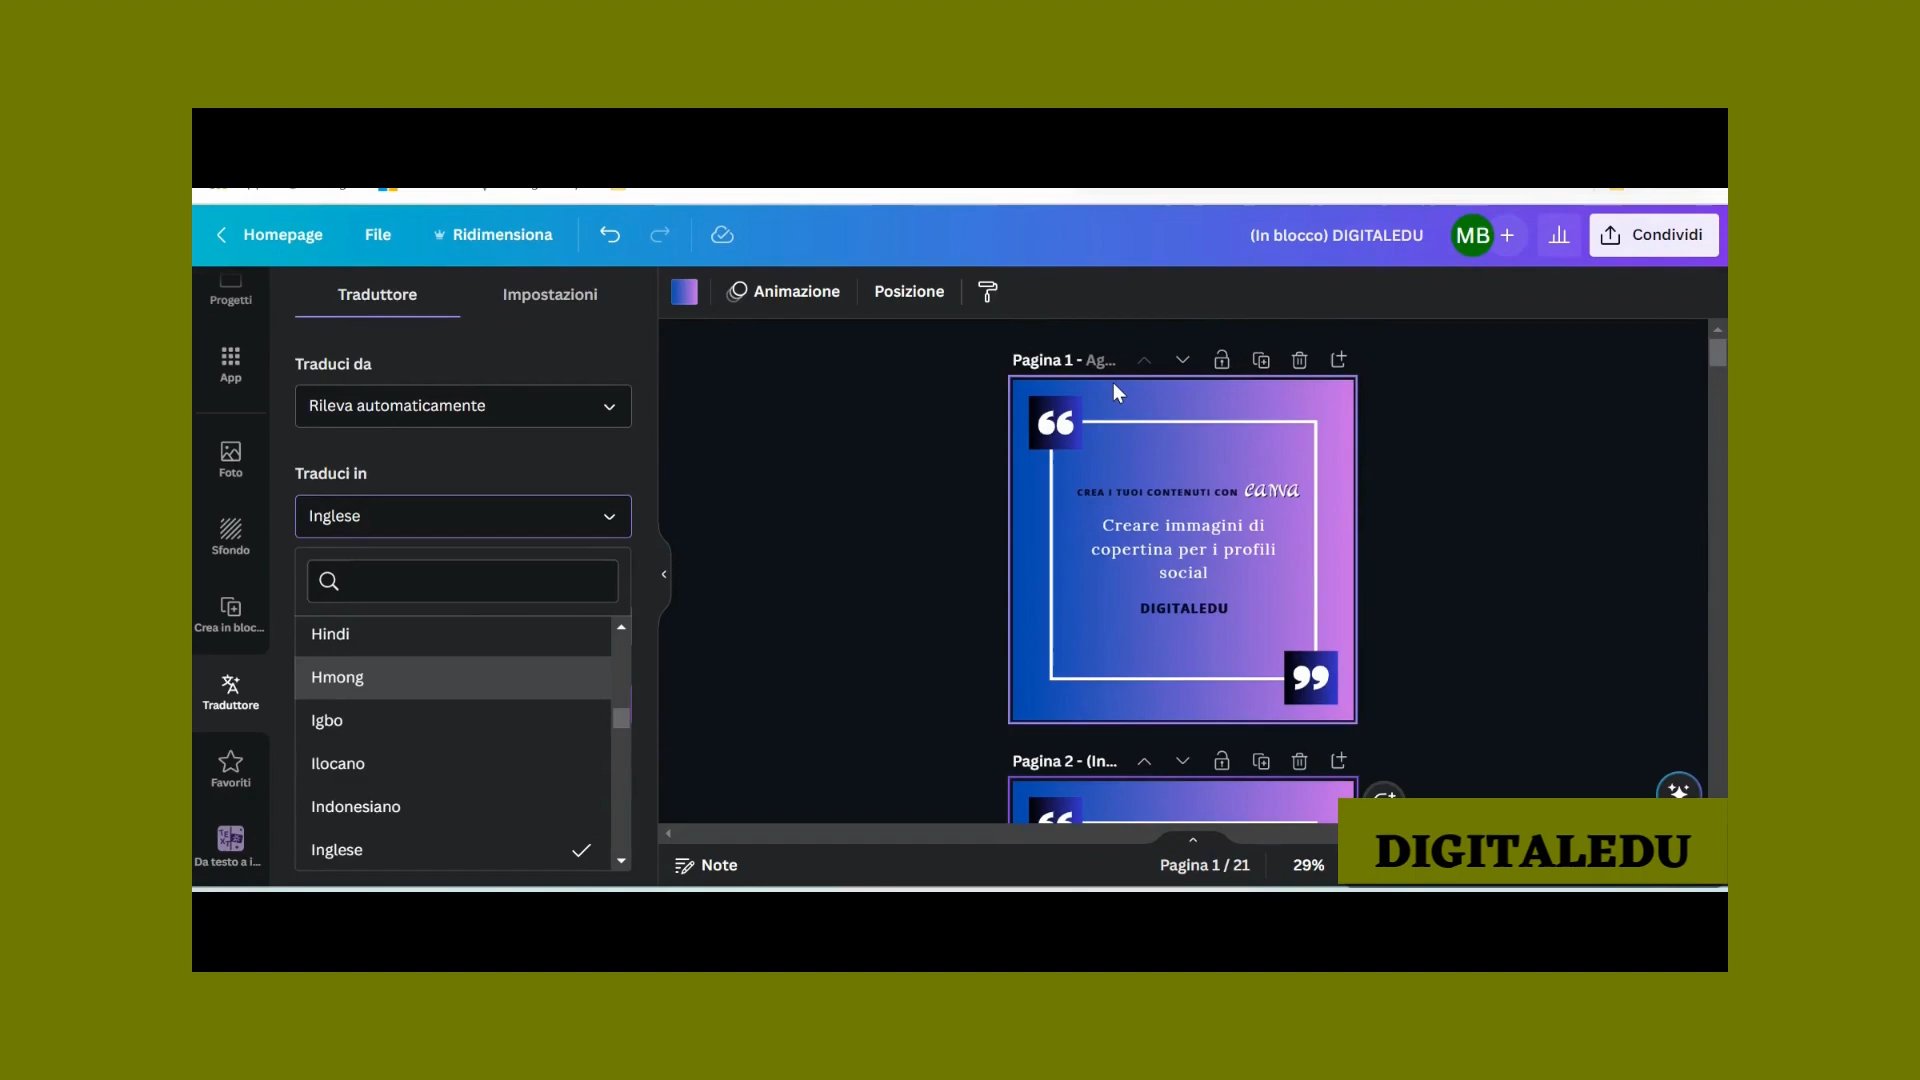 Homepage
File
Ridimensiona
(In blocco) DIGITALEDU
MB
Condividi
Progetti
App
Foto
Sfondo
Crea in bloc...
Traduttore
Favoriti
Da testo a i...
Traduttore
Impostazioni
Traduci da
Rileva automaticamente
Traduci in
Inglese
Hindi
Hmong
Igbo
Ilocano
Indonesiano
Inglese
Animazione
Posizione
Pagina 1 - Ag...
CREA I TUOI CONTENUTI CON CANVA
Creare immagini di
copertina per i profili
social
DIGITALEDU
Pagina 2 - (In...
Note
Pagina 1 / 21
29%
DIGITALEDU